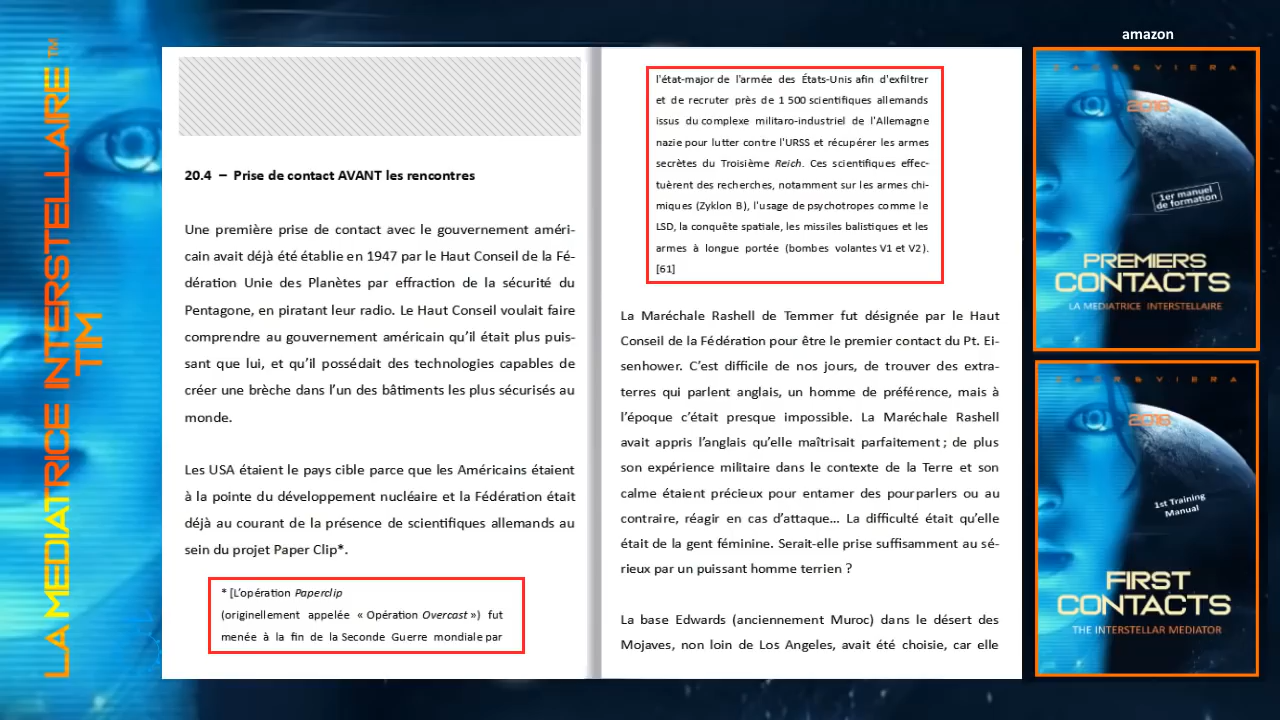 LA MEDIATRICE INTERSTELLAIRE™
TIM
20.4 – Prise de contact AVANT les rencontres
Une première prise de contact avec le gouvernement améri-
cain avait déjà été établie en 1947 par le Haut Conseil de la Fé-
dération Unie des Planètes par effraction de la sécurité du
Pentagone, en piratant leur radio. Le Haut Conseil voulait faire
comprendre au gouvernement américain qu’il était plus puis-
sant que lui, et qu’il possédait des technologies capables de
créer une brèche dans l’un des bâtiments les plus sécurisés au
monde.
Les USA étaient le pays cible parce que les Américains étaient
à la pointe du développement nucléaire et la Fédération était
déjà au courant de la présence de scientifiques allemands au
sein du projet Paper Clip*.
* [L’opération Paperclip
(originellement appelée « Opération Overcast ») fut
menée à la fin de la Seconde Guerre mondiale par
l'état-major de l'armée des États-Unis afin d'exfiltrer
et de recruter près de 1 500 scientifiques allemands
issus du complexe militaro-industriel de l'Allemagne
nazie pour lutter contre l'URSS et récupérer les armes
secrètes du Troisième Reich. Ces scientifiques effec-
tuèrent des recherches, notamment sur les armes chi-
miques (Zyklon B), l'usage de psychotropes comme le
LSD, la conquête spatiale, les missiles balistiques et les
armes à longue portée (bombes volantes V1 et V2).
[61]
La Maréchale Rashell de Temmer fut désignée par le Haut
Conseil de la Fédération pour être le premier contact du Pt. Ei-
senhower. C’est difficile de nos jours, de trouver des extra-
terres qui parlent anglais, un homme de préférence, mais à
l’époque c’était presque impossible. La Maréchale Rashell
avait appris l’anglais qu’elle maîtrisait parfaitement ; de plus
son expérience militaire dans le contexte de la Terre et son
calme étaient précieux pour entamer des pourparlers ou au
contraire, réagir en cas d’attaque… La difficulté était qu’elle
était de la gent féminine. Serait-elle prise suffisamment au sé-
rieux par un puissant homme terrien ?
La base Edwards (anciennement Muroc) dans le désert des
Mojaves, non loin de Los Angeles, avait été choisie, car elle
amazon
2018
1er manuel
de formation
PREMIERS
CONTACTS
LA MEDIATRICE INTERSTELLAIRE
2018
1st Training
Manual
FIRST
CONTACTS
THE INTERSTELLAR MEDIATOR